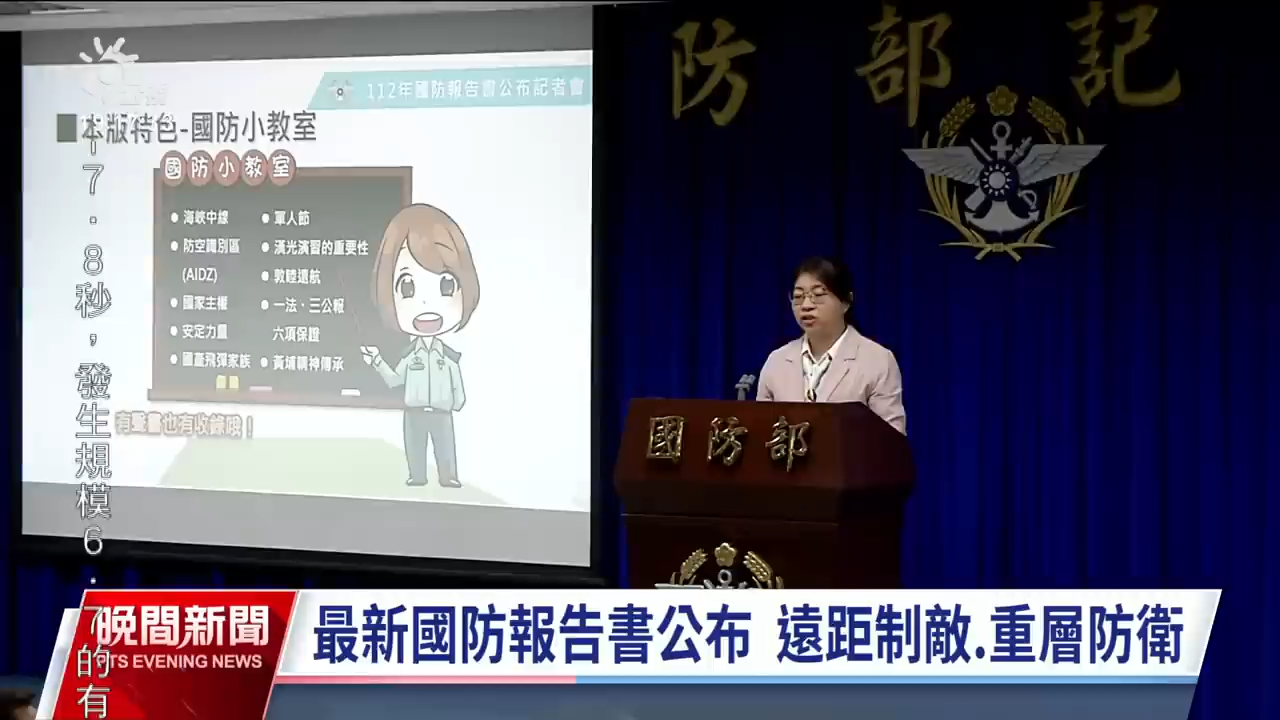 112年國防報告書公布記者會
本版特色-國防小教室
國防小教室
海峽中線
防空識別區
(AIDZ)
國家主權
安定力量
國產飛彈家族
軍人節
漢光演習的重要性
敦睦遠航
一法、三公報
六項保證
黃埔精神傳承
有聲書也有收錄哦！
防部記
國防部
7.8秒，發生規模6.7的有
晚間新聞
PTS EVENING NEWS
最新國防報告書公布 遠距制敵.重層防衛